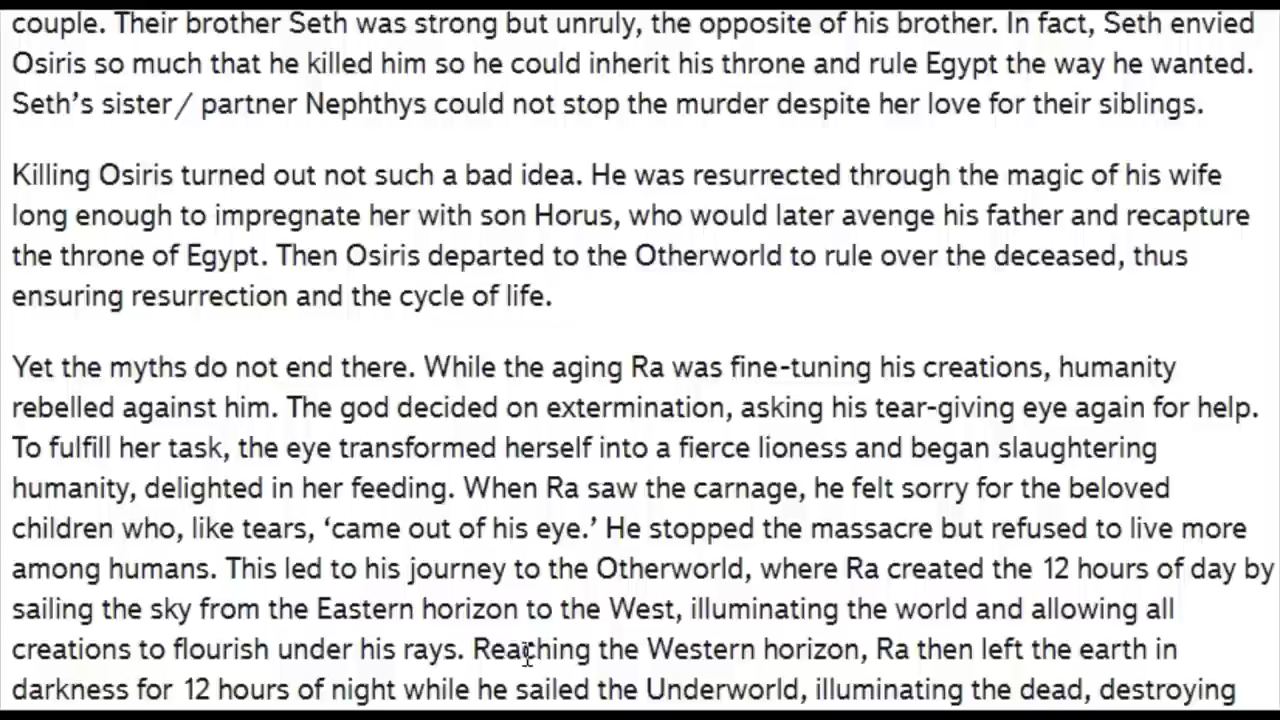 couple. Their brother Seth was strong but unruly, the opposite of his brother. In fact, Seth envied
Osiris so much that he killed him so he could inherit his throne and rule Egypt the way he wanted.
Seth’s sister / partner Nephthys could not stop the murder despite her love for their siblings.
Killing Osiris turned out not such a bad idea. He was resurrected through the magic of his wife
long enough to impregnate her with son Horus, who would later avenge his father and recapture
the throne of Egypt. Then Osiris departed to the Otherworld to rule over the deceased, thus
ensuring resurrection and the cycle of life.
Yet the myths do not end there. While the aging Ra was fine-tuning his creations, humanity
rebelled against him. The god decided on extermination, asking his tear-giving eye again for help.
To fulfill her task, the eye transformed herself into a fierce lioness and began slaughtering
humanity, delighted in her feeding. When Ra saw the carnage, he felt sorry for the beloved
children who, like tears, ‘came out of his eye.’ He stopped the massacre but refused to live more
among humans. This led to his journey to the Otherworld, where Ra created the 12 hours of day by
sailing the sky from the Eastern horizon to the West, illuminating the world and allowing all
creations to flourish under his rays. Reaching the Western horizon, Ra then left the earth in
darkness for 12 hours of night while he sailed the Underworld, illuminating the dead, destroying